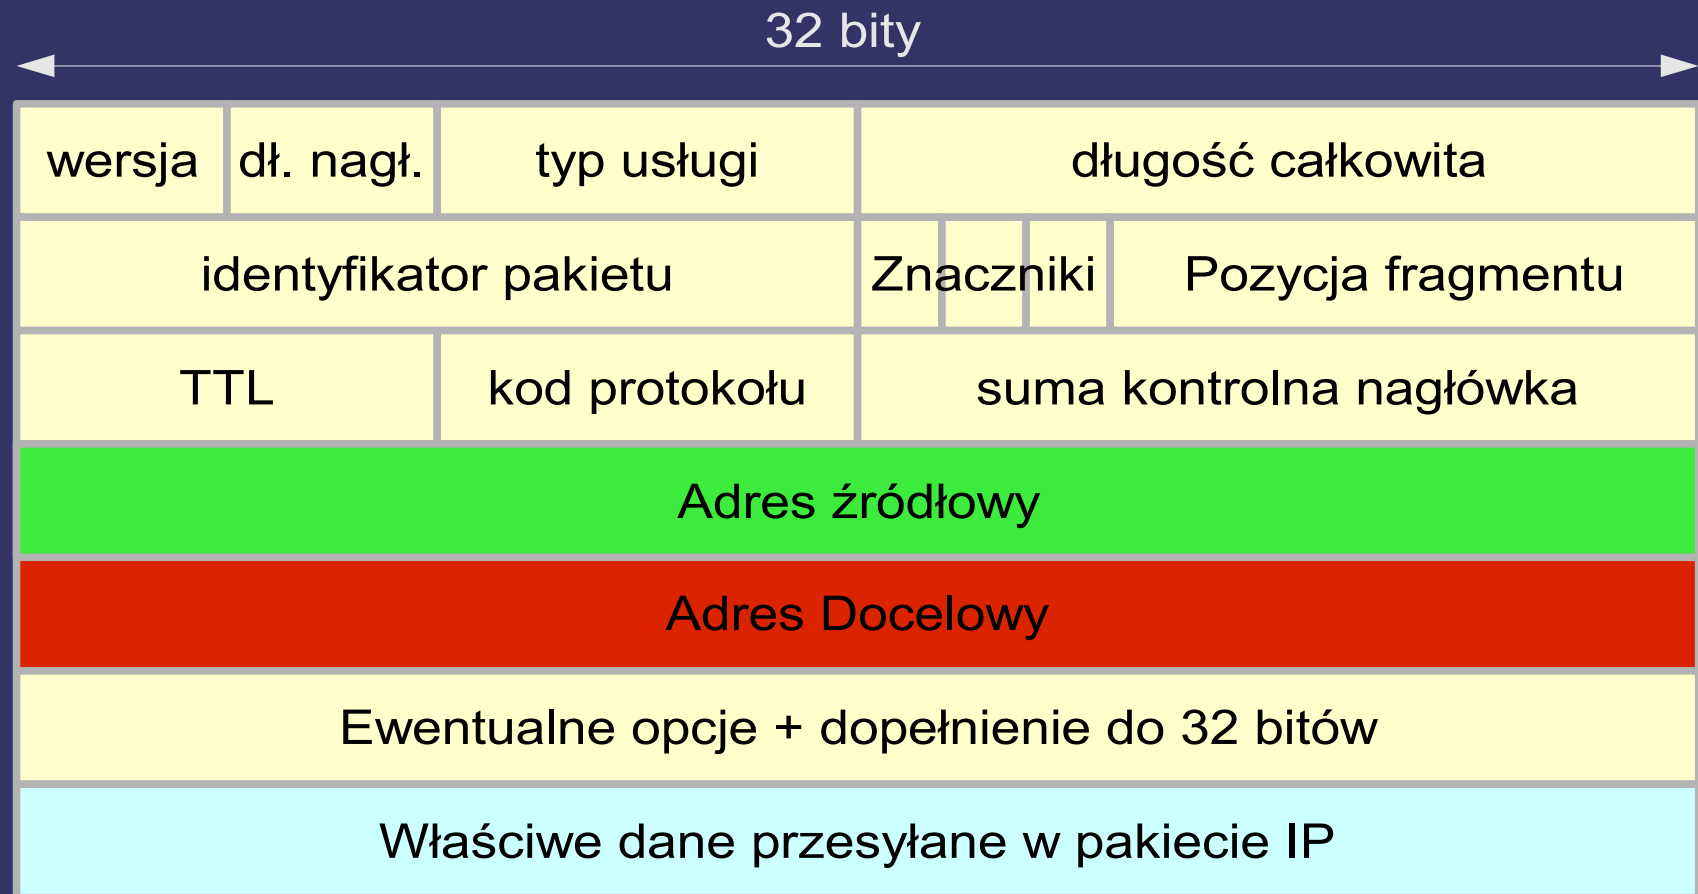 32 bity
wersja dł. nagł. typ usługi długość całkowita
identyfikator pakietu Znaczniki Pozycja fragmentu
TTL kod protokołu suma kontrolna nagłówka
Adres źródłowy
Adres Docelowy
Ewentualne opcje + dopełnienie do 32 bitów
Właściwe dane przesyłane w pakiecie IP